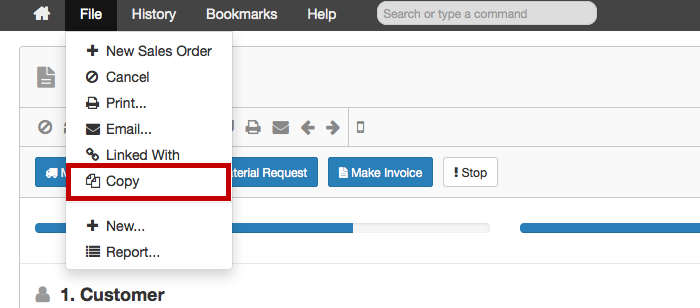 File History Bookmarks Help Search or type a command
New Sales Order
Cancel
Print...
Email...
Linked With
Copy
New...
Report...
Request Make Invoice Stop
1. Customer